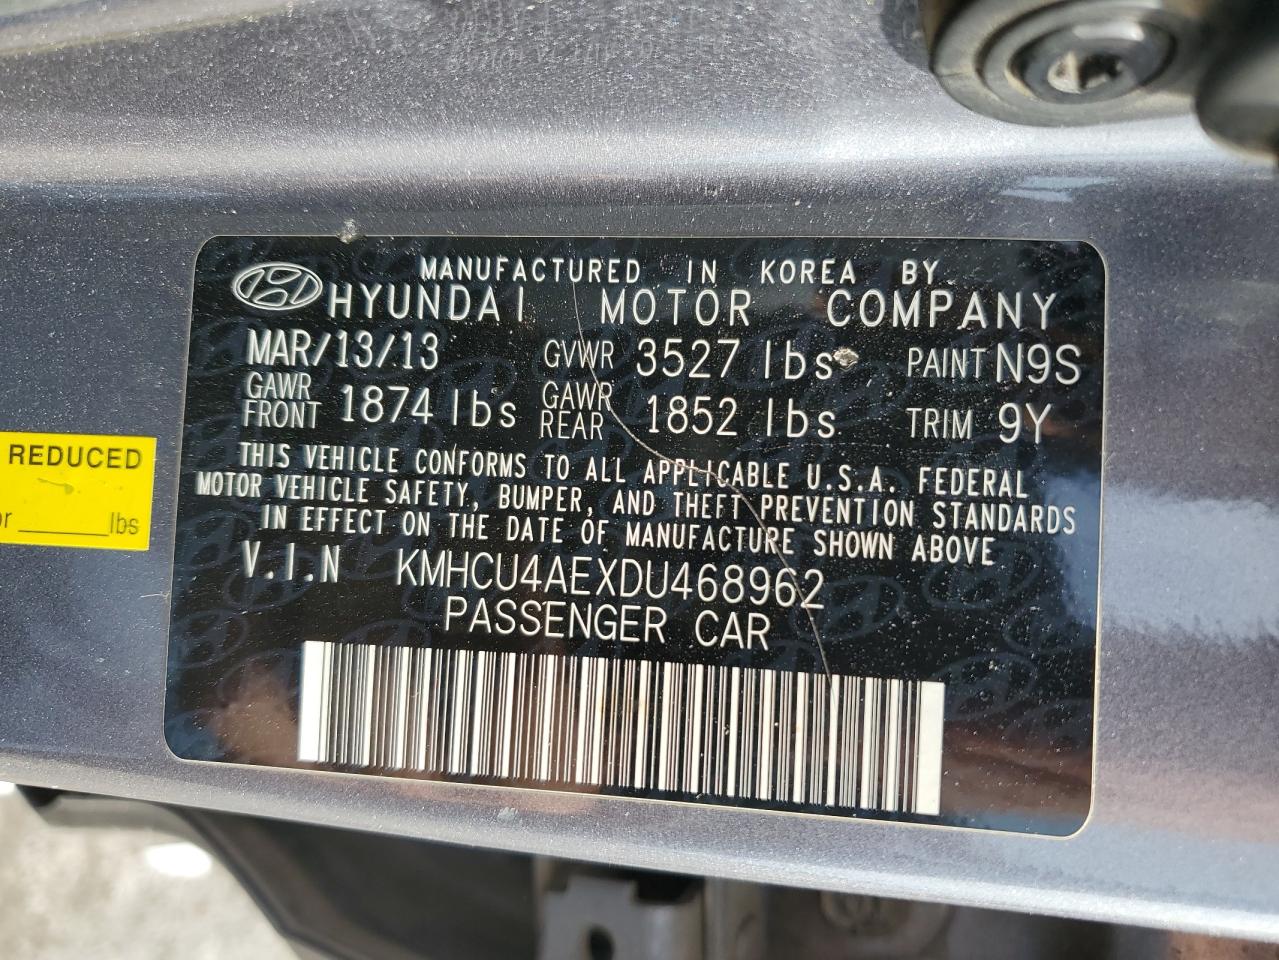 MANUFACTURED IN KOREA BY
HYUNDAI MOTOR COMPANY
MAR/13/13 GVWR 3527 lbs PAINT N9S
GAWR FRONT 1874 lbs GAWR REAR 1852 lbs TRIM 9Y
THIS VEHICLE CONFORMS TO ALL APPLICABLE U.S.A. FEDERAL
MOTOR VEHICLE SAFETY, BUMPER, AND THEFT PREVENTION STANDARDS
IN EFFECT ON THE DATE OF MANUFACTURE SHOWN ABOVE
V.I.N KMHCU4AEXDU468962
PASSENGER CAR
REDUCED
or ______lbs